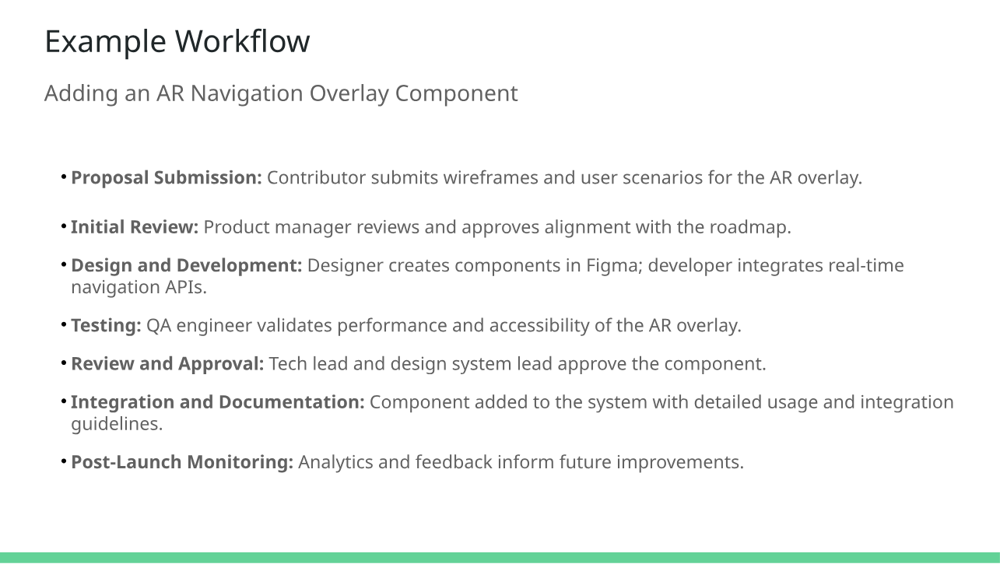 Example Workflow
Adding an AR Navigation Overlay Component
• Proposal Submission: Contributor submits wireframes and user scenarios for the AR overlay.
• Initial Review: Product manager reviews and approves alignment with the roadmap.
• Design and Development: Designer creates components in Figma; developer integrates real-time
navigation APIs.
• Testing: QA engineer validates performance and accessibility of the AR overlay.
• Review and Approval: Tech lead and design system lead approve the component.
• Integration and Documentation: Component added to the system with detailed usage and integration
guidelines.
• Post-Launch Monitoring: Analytics and feedback inform future improvements.